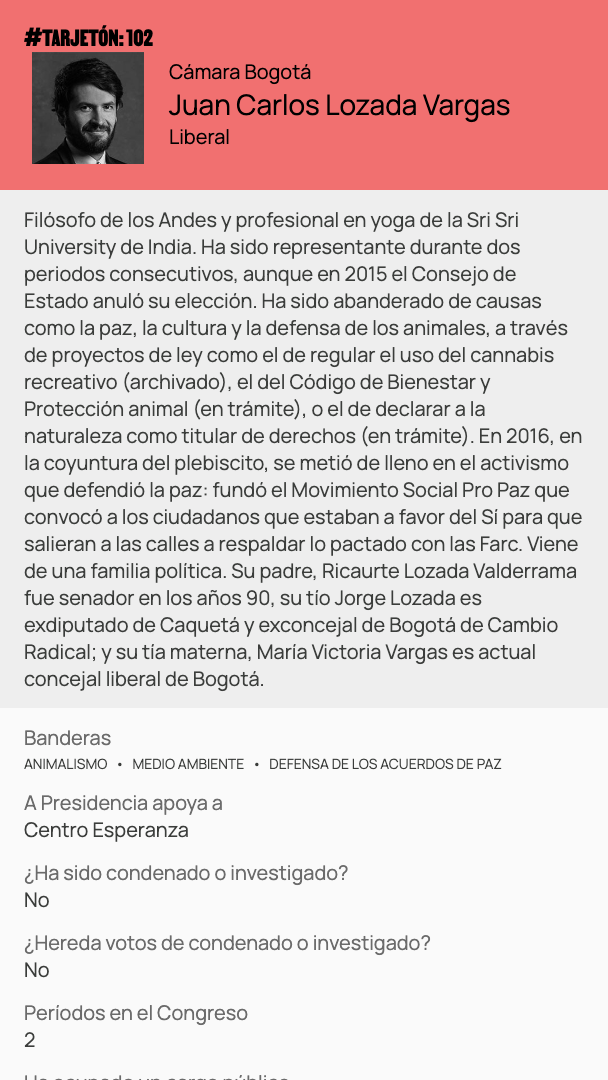 #TARJETÓN: 102
Cámara Bogotá
Juan Carlos Lozada Vargas
Liberal
Filósofo de los Andes y profesional en yoga de la Sri Sri
University de India. Ha sido representante durante dos
periodos consecutivos, aunque en 2015 el Consejo de
Estado anuló su elección. Ha sido abanderado de causas
como la paz, la cultura y la defensa de los animales, a través
de proyectos de ley como el de regular el uso del cannabis
recreativo (archivado), el del Código de Bienestar y
Protección animal (en trámite), o el de declarar a la
naturaleza como titular de derechos (en trámite). En 2016, en
la coyuntura del plebiscito, se metió de lleno en el activismo
que defendió la paz: fundó el Movimiento Social Pro Paz que
convocó a los ciudadanos que estaban a favor del Sí para que
salieran a las calles a respaldar lo pactado con las Farc. Viene
de una familia política. Su padre, Ricaurte Lozada Valderrama
fue senador en los años 90, su tío Jorge Lozada es
exdiputado de Caquetá y exconcejal de Bogotá de Cambio
Radical; y su tía materna, María Victoria Vargas es actual
concejal liberal de Bogotá.
Banderas
ANIMALISMO • MEDIO AMBIENTE • DEFENSA DE LOS ACUERDOS DE PAZ
A Presidencia apoya a
Centro Esperanza
¿Ha sido condenado o investigado?
No
¿Hereda votos de condenado o investigado?
No
Períodos en el Congreso
2
Ha ocupado un cargo público